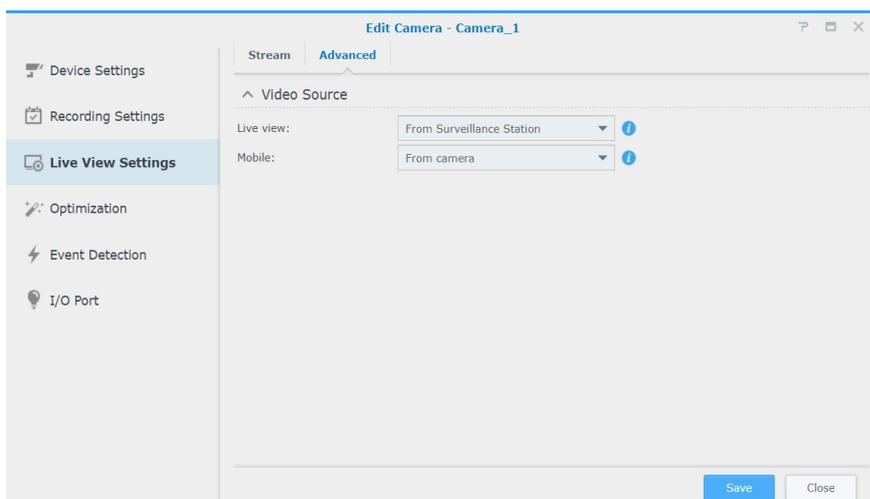 Edit Camera - Camera_1
Device Settings
Recording Settings
Live View Settings
Optimization
Event Detection
I/O Port
Stream Advanced
Video Source
Live view: From Surveillance Station
Mobile: From camera
Save Close